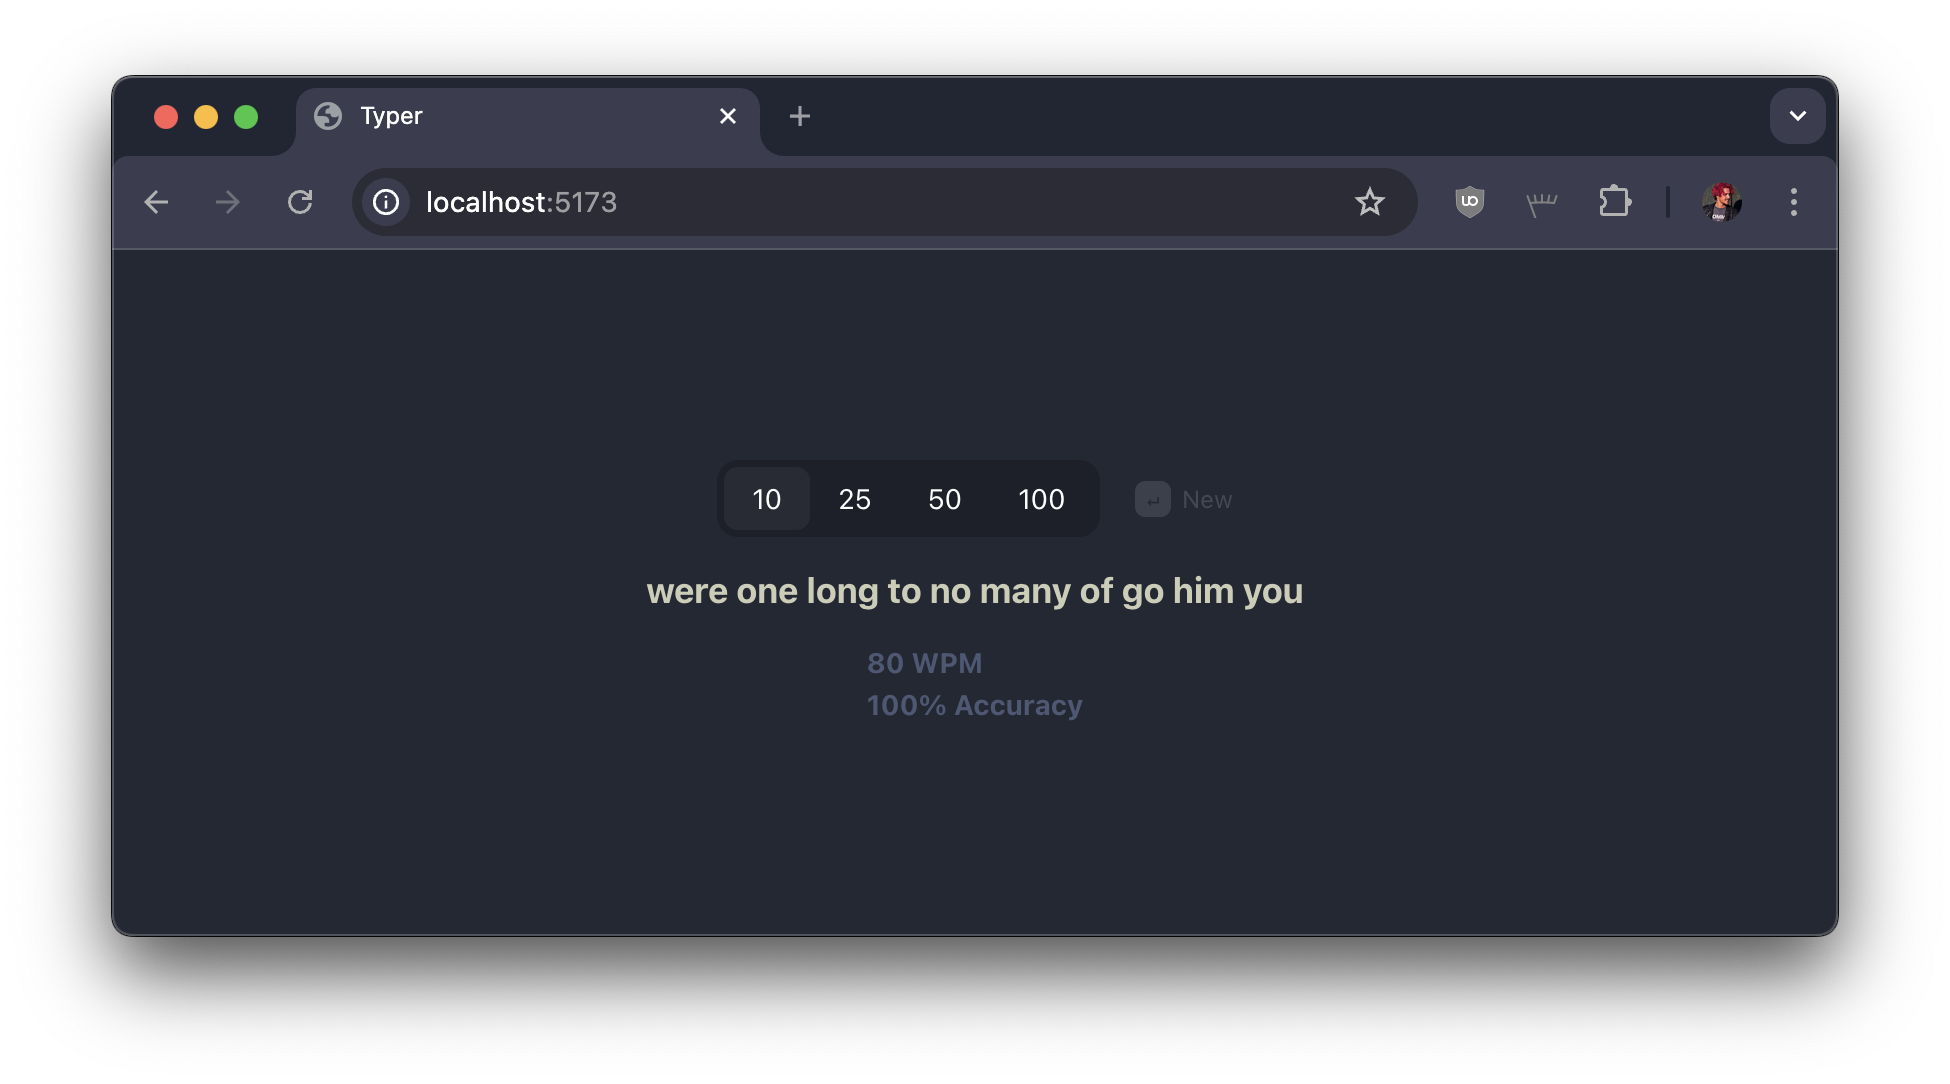 Typer
localhost:5173
10 25 50 100 New
were one long to no many of go him you
80 WPM
100% Accuracy